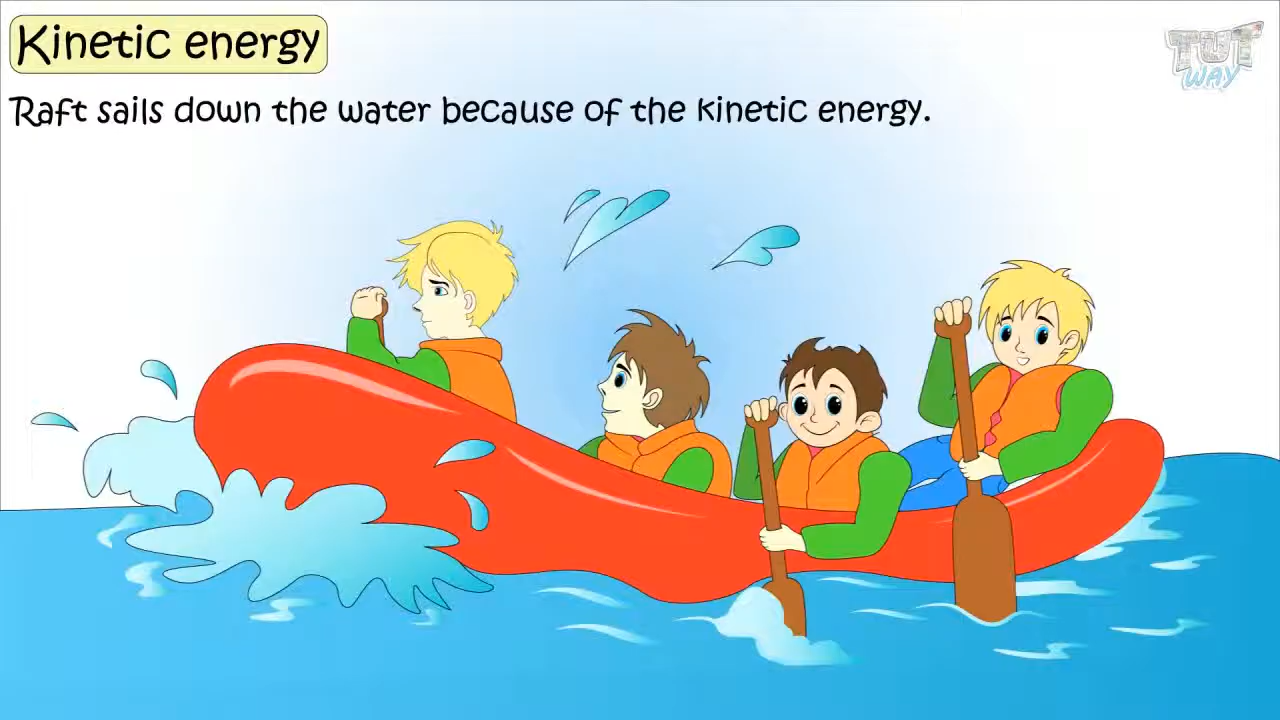 Kinetic energy
TUT
WAY
Raft sails down the water because of the kinetic energy.